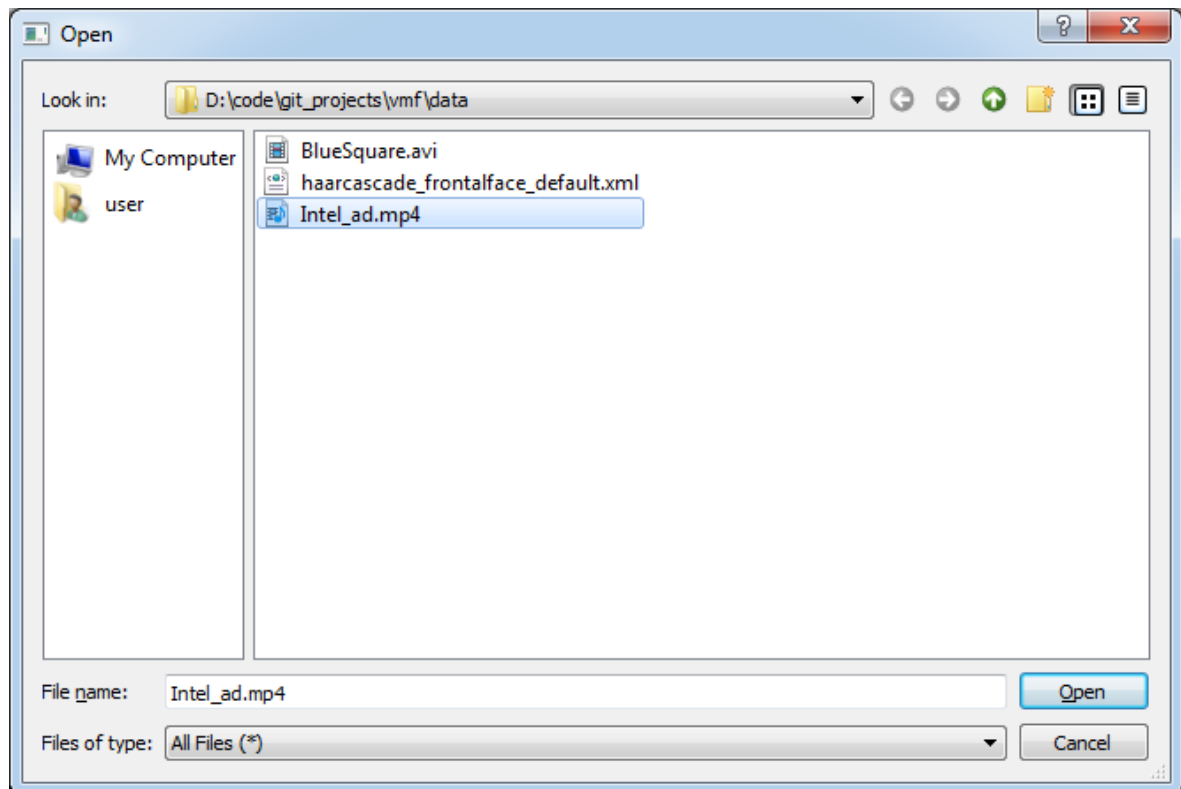 Open
Look in: D:\code\git_projects\vmf\data
My Computer
user
BlueSquare.avi
haarcascade_frontalface_default.xml
Intel_ad.mp4
File name: Intel_ad.mp4 Open
Files of type: All Files (*) Cancel